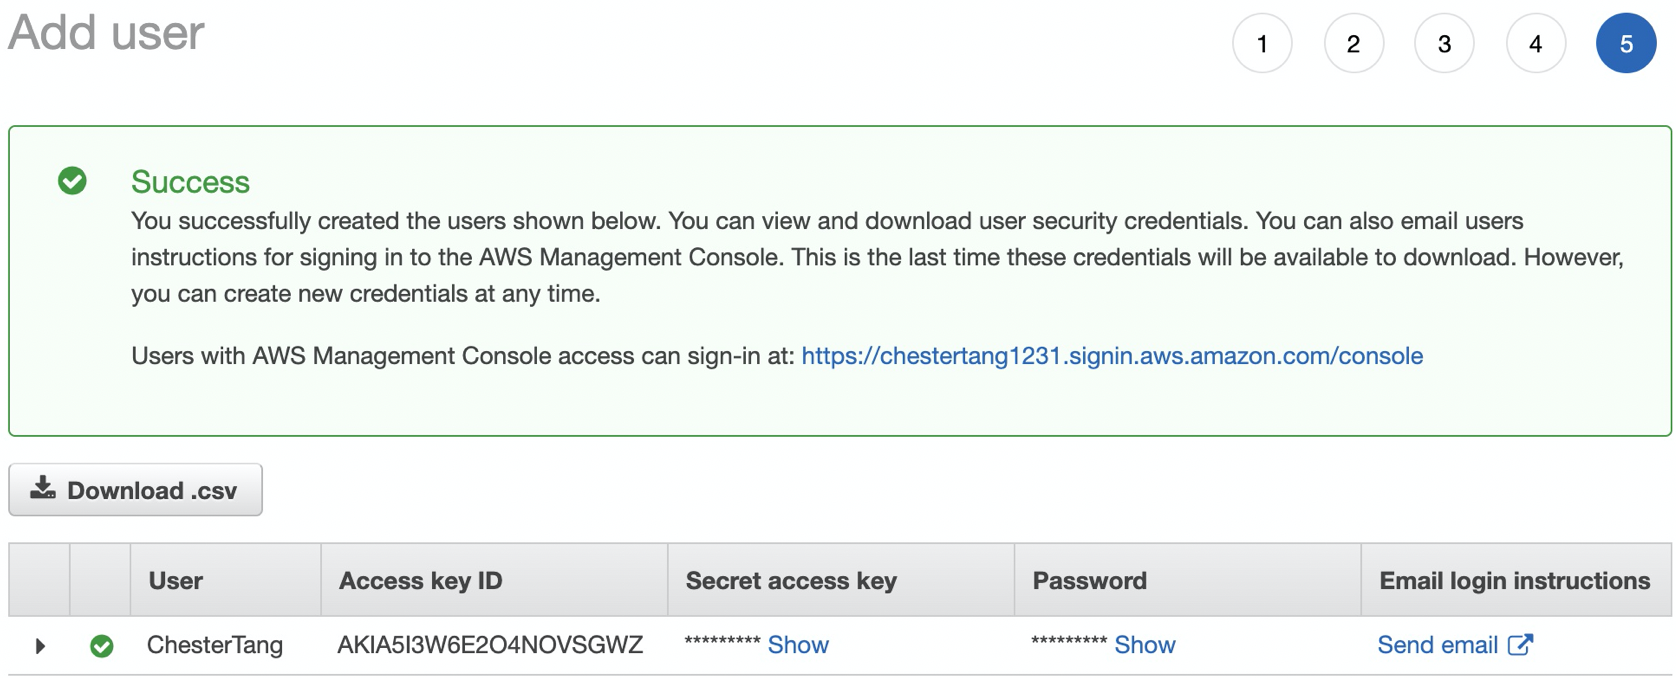 Add user
1 2 3 4 5
Success
You successfully created the users shown below. You can view and download user security credentials. You can also email users
instructions for signing in to the AWS Management Console. This is the last time these credentials will be available to download. However,
you can create new credentials at any time.
Users with AWS Management Console access can sign-in at: https://chestertang1231.signin.aws.amazon.com/console
Download .csv
User Access key ID Secret access key Password Email login instructions
ChesterTang AKIA5I3W6E2O4NOVSGWZ ********* Show ********* Show Send email